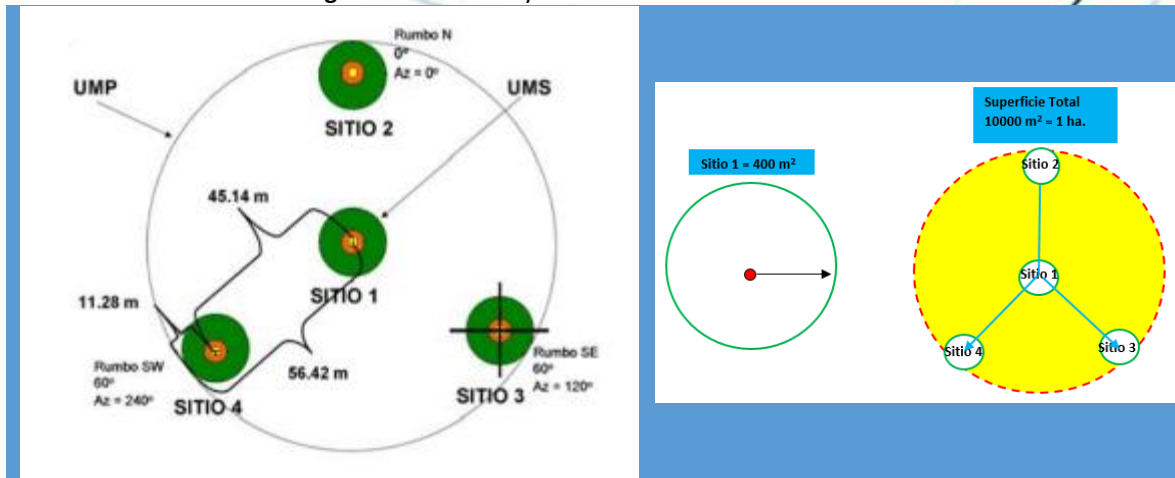 Rumbo N
0º
Az = 0º
UMP
UMS
SITIO 2
45.14 m
SITIO 1
11.28 m
56.42 m
Rumbo SW
60º
Az = 240º
SITIO 4
Rumbo SE
60º
Az = 120º
SITIO 3
Sitio 1 = 400 m²
Superficie Total
10000 m² = 1 ha.
Sitio 2
Sitio 1
Sitio 4
Sitio 3